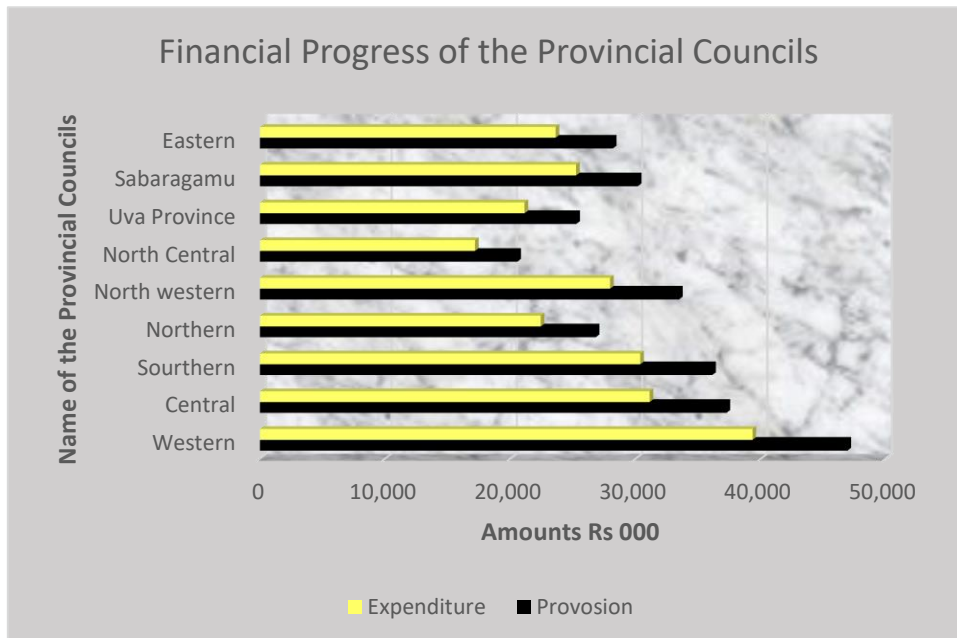 Financial Progress of the Provincial Councils
Name of the Provincial Councils
Eastern
Sabaragamu
Uva Province
North Central
North western
Northern
Sourthern
Central
Western
0 10,000 20,000 30,000 40,000 50,000
Amounts Rs 000
Expenditure Provosion